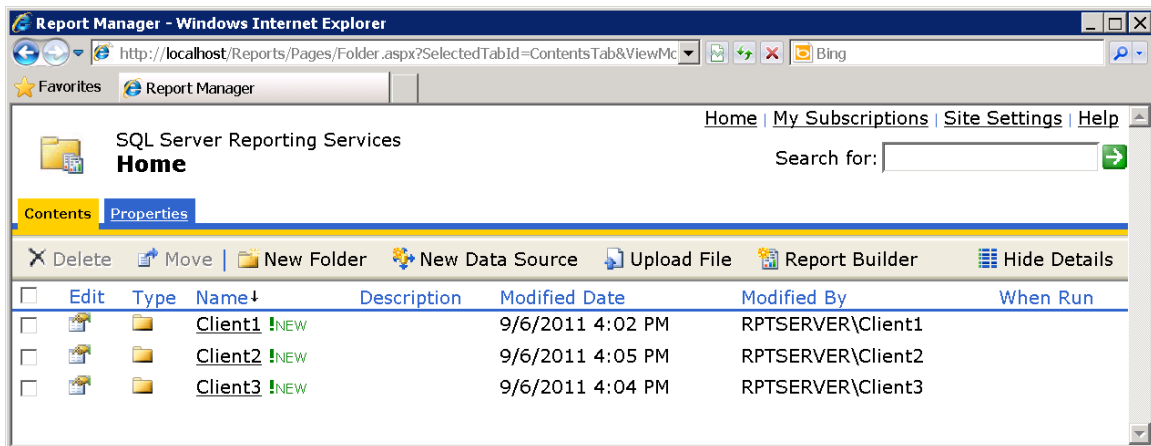 Report Manager - Windows Internet Explorer
http://localhost/Reports/Pages/Folder.aspx?SelectedTabId=ContentsTab&ViewMc
Bing
Favorites Report Manager
Home | My Subscriptions | Site Settings | Help
SQL Server Reporting Services
Home
Search for:
Contents Properties
Delete Move | New Folder New Data Source Upload File Report Builder Hide Details
Edit Type Name↓ Description Modified Date Modified By When Run
Client1 !NEW 9/6/2011 4:02 PM RPTSERVER\Client1
Client2 !NEW 9/6/2011 4:05 PM RPTSERVER\Client2
Client3 !NEW 9/6/2011 4:04 PM RPTSERVER\Client3